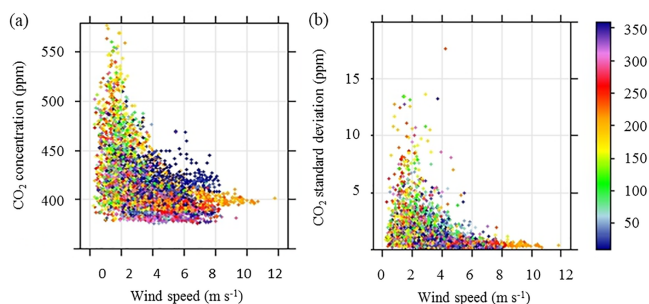 (a)
CO₂ concentration (ppm)
550
500
450
400
0 2 4 6 8 10 12
Wind speed (m s⁻¹)
(b)
CO₂ standard deviation (ppm)
15
10
5
0 2 4 6 8 10 12
Wind speed (m s⁻¹)
350
300
250
200
150
100
50